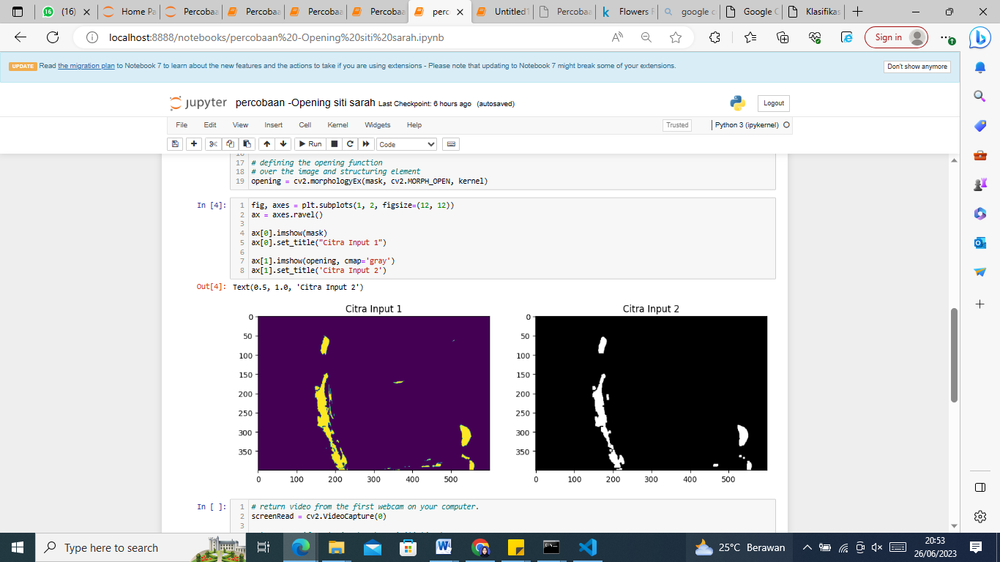 (16)
Home Pa
Percobaa
Percobaa
Percobaa
Percobaa
perc
Untitled1
Percobaa
Flowers R
google c
Google C
Klasifikas
localhost:8888/notebooks/percobaan%20-Opening%20siti%20sarah.ipynb
Sign in
UPDATE Read the migration plan to Notebook 7 to learn about the new features and the actions to take if you are using extensions - Please note that updating to Notebook 7 might break some of your extensions.
Don't show anymore
jupyter percobaan -Opening siti sarah Last Checkpoint: 6 hours ago (autosaved)
Logout
File Edit View Insert Cell Kernel Widgets Help
Trusted
Python 3 (ipykernel)
Run
Code
16
17 # defining the opening function
18 # over the image and structuring element
19 opening = cv2.morphologyEx(mask, cv2.MORPH_OPEN, kernel)
In [4]:
1 fig, axes = plt.subplots(1, 2, figsize=(12, 12))
2 ax = axes.ravel()
3
4 ax[0].imshow(mask)
5 ax[0].set_title("Citra Input 1")
6
7 ax[1].imshow(opening, cmap='gray')
8 ax[1].set_title('Citra Input 2')
Out[4]: Text(0.5, 1.0, 'Citra Input 2')
Citra Input 1
0
50
100
150
200
250
300
350
0 100 200 300 400 500
Citra Input 2
0
50
100
150
200
250
300
350
0 100 200 300 400 500
In [ ]:
1 # return video from the first webcam on your computer.
2 screenRead = cv2.VideoCapture(0)
3
Type here to search
25°C Berawan
20:53
26/06/2023